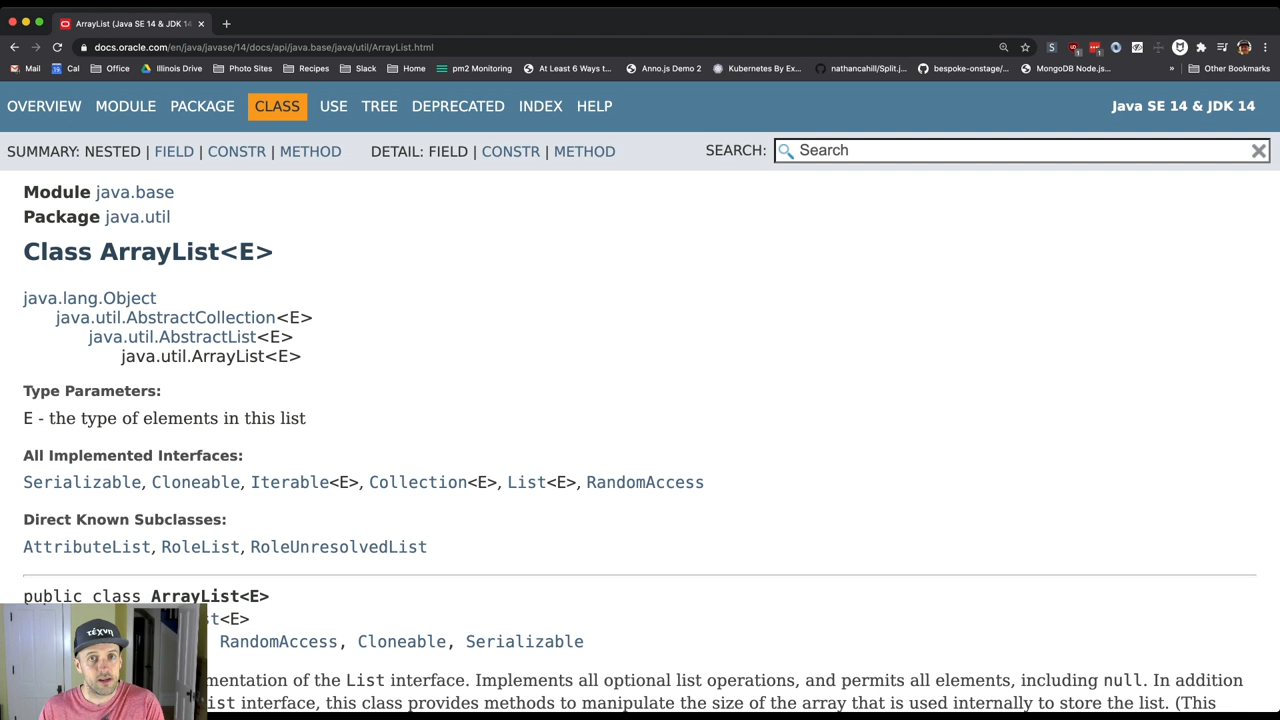 ArrayList (Java SE 14 & JDK 14
docs.oracle.com/en/java/javase/14/docs/api/java.base/java/util/ArrayList.html
Mail Cal Office Illinois Drive Photo Sites Recipes Slack Home pm2 Monitoring At Least 6 Ways t... Anno.js Demo 2 Kubernetes By Ex... nathancahill/Split.j... bespoke-onstage/... MongoDB Node.js... » Other Bookmarks
OVERVIEW MODULE PACKAGE CLASS USE TREE DEPRECATED INDEX HELP Java SE 14 & JDK 14
SUMMARY: NESTED | FIELD | CONSTR | METHOD DETAIL: FIELD | CONSTR | METHOD SEARCH: Search
Module java.base
Package java.util
Class ArrayList<E>
java.lang.Object
java.util.AbstractCollection<E>
java.util.AbstractList<E>
java.util.ArrayList<E>
Type Parameters:
E - the type of elements in this list
All Implemented Interfaces:
Serializable, Cloneable, Iterable<E>, Collection<E>, List<E>, RandomAccess
Direct Known Subclasses:
AttributeList, RoleList, RoleUnresolvedList
public class ArrayList<E>
st<E>
RandomAccess, Cloneable, Serializable
mentation of the List interface. Implements all optional list operations, and permits all elements, including null. In addition
ist interface, this class provides methods to manipulate the size of the array that is used internally to store the list. (This